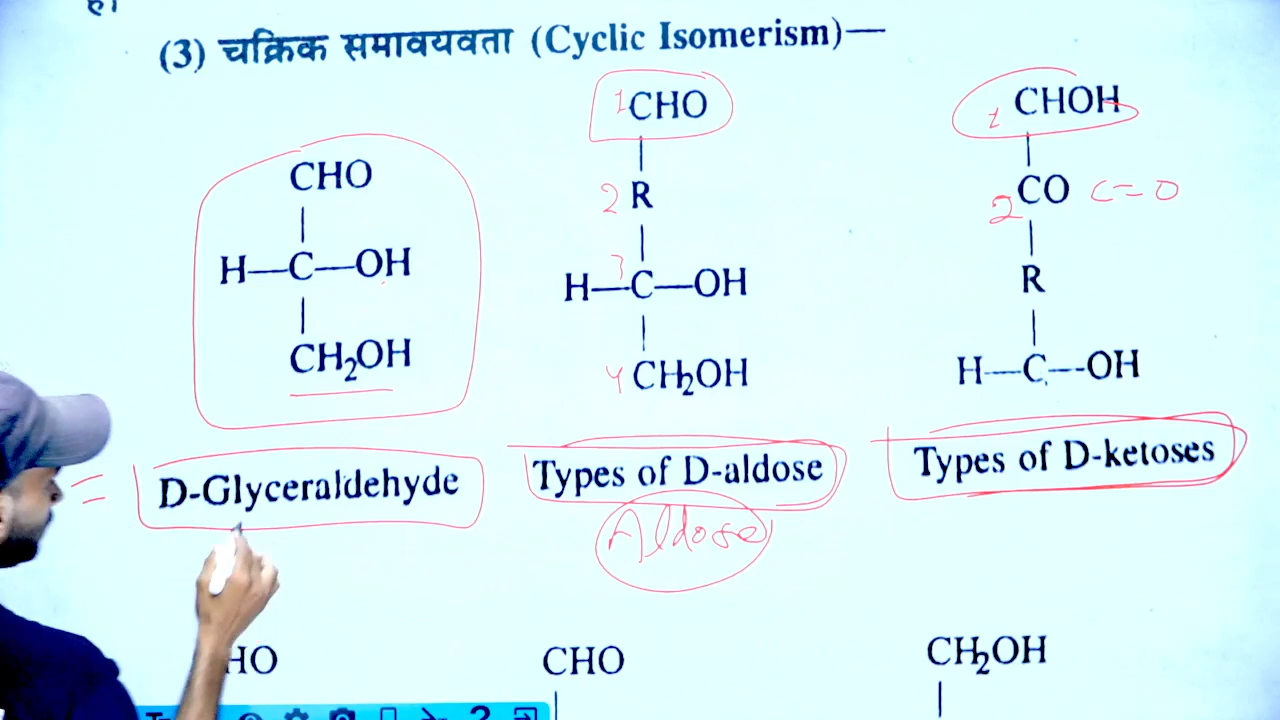 है।
(3) चक्रिक समावयवता (Cyclic Isomerism)—
CHO
H—C—OH
CH₂OH
D-Glyceraldehyde
1 CHO
2 R
3
H—C—OH
4 CH₂OH
Types of D-aldose
Aldose
1 CHOH
2 CO C=O
R
H—C---OH
Types of D-ketoses
HO
CHO
CH₂OH